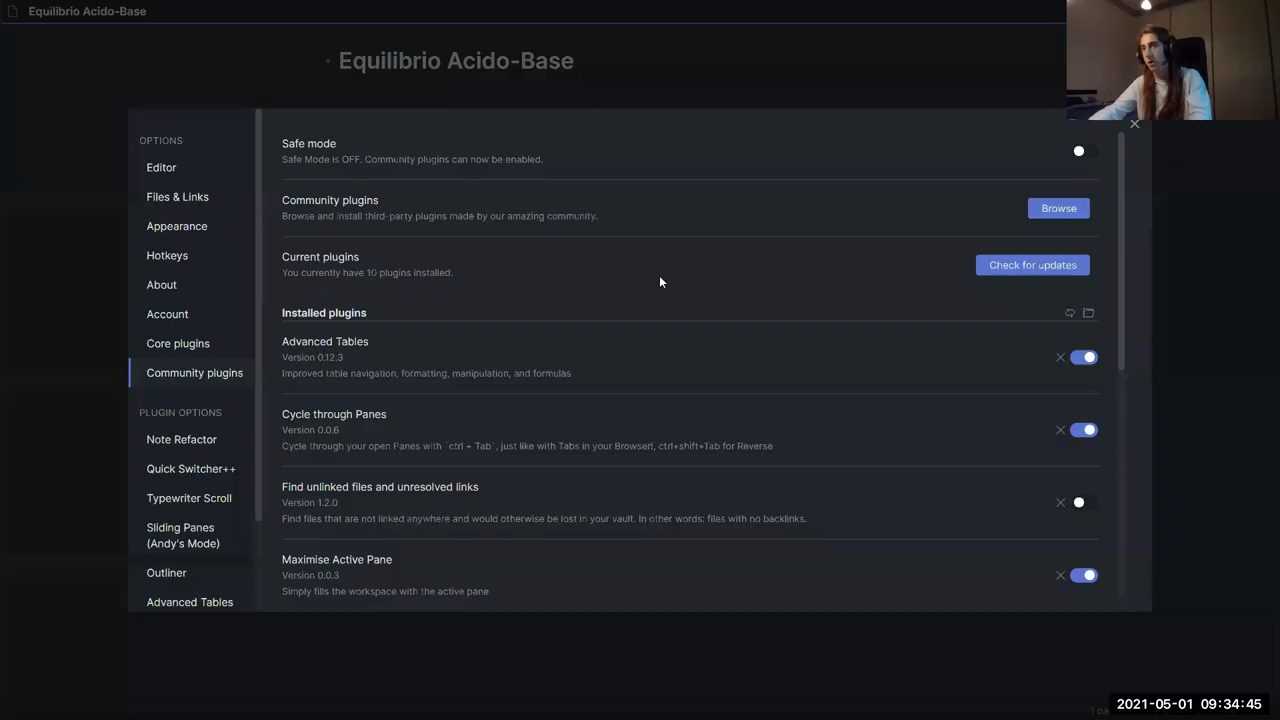 Equilibrio Acido-Base
Equilibrio Acido-Base
OPTIONS
Editor
Files & Links
Appearance
Hotkeys
About
Account
Core plugins
Community plugins
PLUGIN OPTIONS
Note Refactor
Quick Switcher++
Typewriter Scroll
Sliding Panes
(Andy's Mode)
Outliner
Advanced Tables
Safe mode
Safe Mode is OFF. Community plugins can now be enabled.
Community plugins
Browse and install third-party plugins made by our amazing community.
Browse
Current plugins
You currently have 10 plugins installed.
Check for updates
Installed plugins
Advanced Tables
Version 0.12.3
Improved table navigation, formatting, manipulation, and formulas
Cycle through Panes
Version 0.0.6
Cycle through your open Panes with `ctrl + Tab`, just like with Tabs in your Browser!, ctrl+shift+Tab for Reverse
Find unlinked files and unresolved links
Version 1.2.0
Find files that are not linked anywhere and would otherwise be lost in your vault. In other words: files with no backlinks.
Maximise Active Pane
Version 0.0.3
Simply fills the workspace with the active pane
2021-05-01 09:34:45